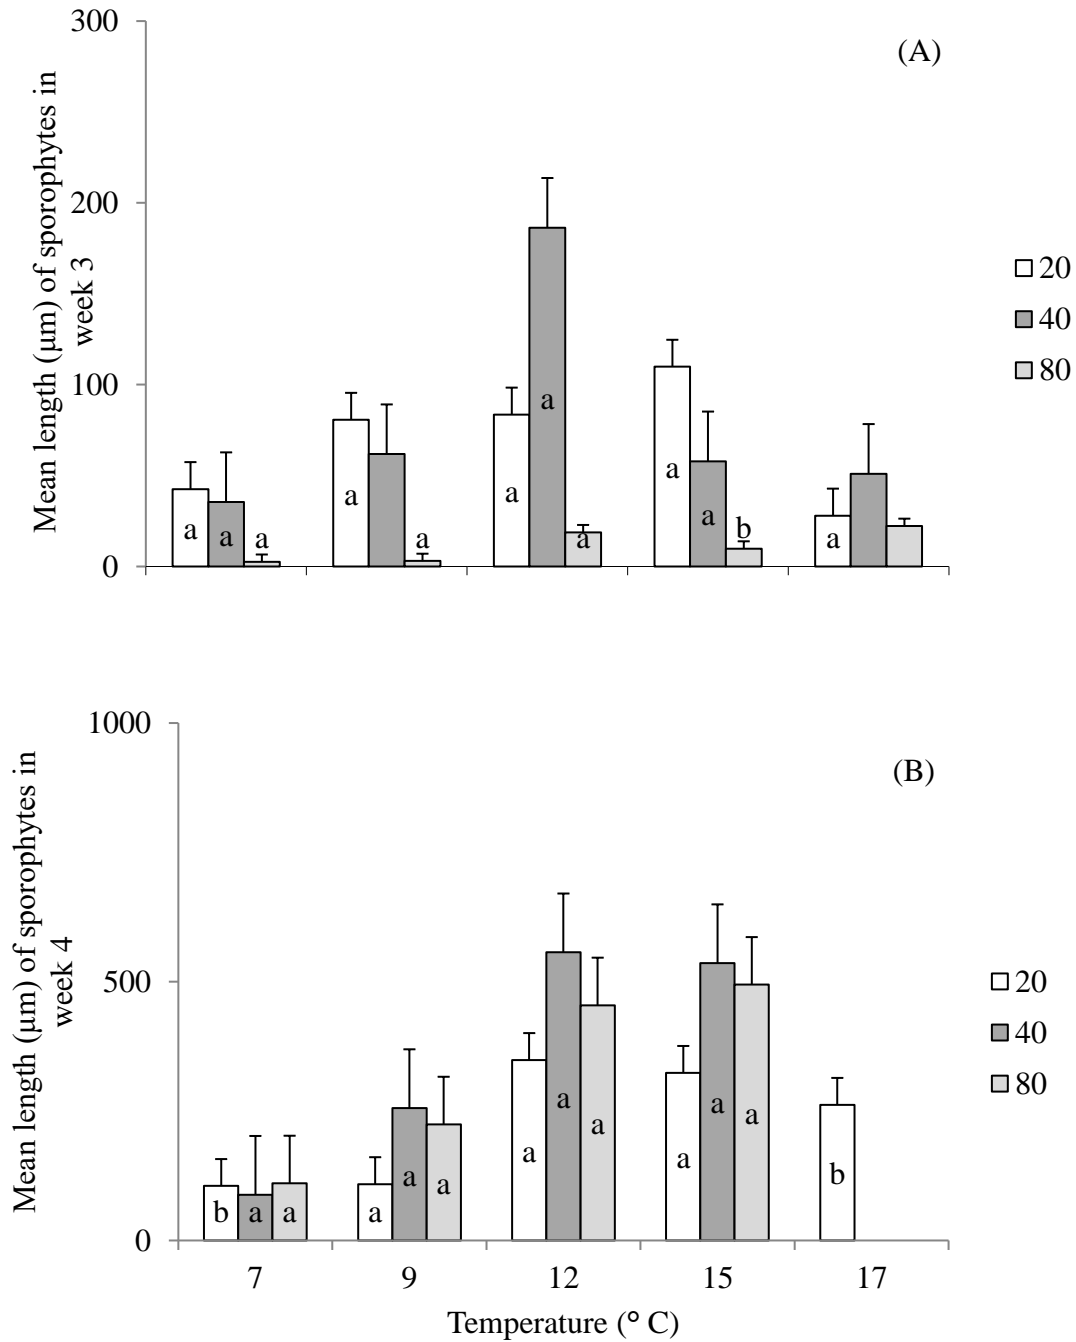 300
(A)
200
100
0
Mean length (µm) of sporophytes in
week 3
20
40
80
a
a
a
a
a
a
a
a
a
a
b
a
1000
(B)
500
0
Mean length (µm) of sporophytes in
week 4
20
40
80
b
a
a
a
a
a
a
a
a
a
a
a
b
7
9
12
15
17
Temperature (° C)